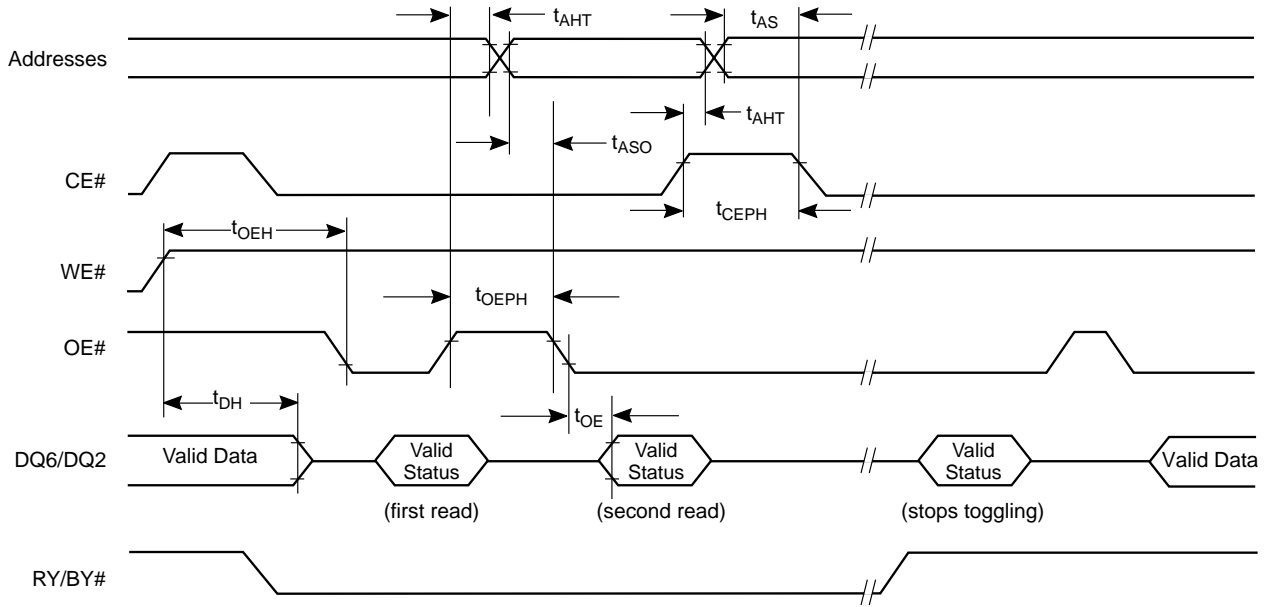 tAHT tAS
Addresses
tAHT
tASO
CE#
tCEPH
tOEH
WE#
tOEPH
OE#
tDH
tOE
DQ6/DQ2 Valid Data Valid Status Valid Status Valid Status Valid Data
(first read) (second read) (stops toggling)
RY/BY#